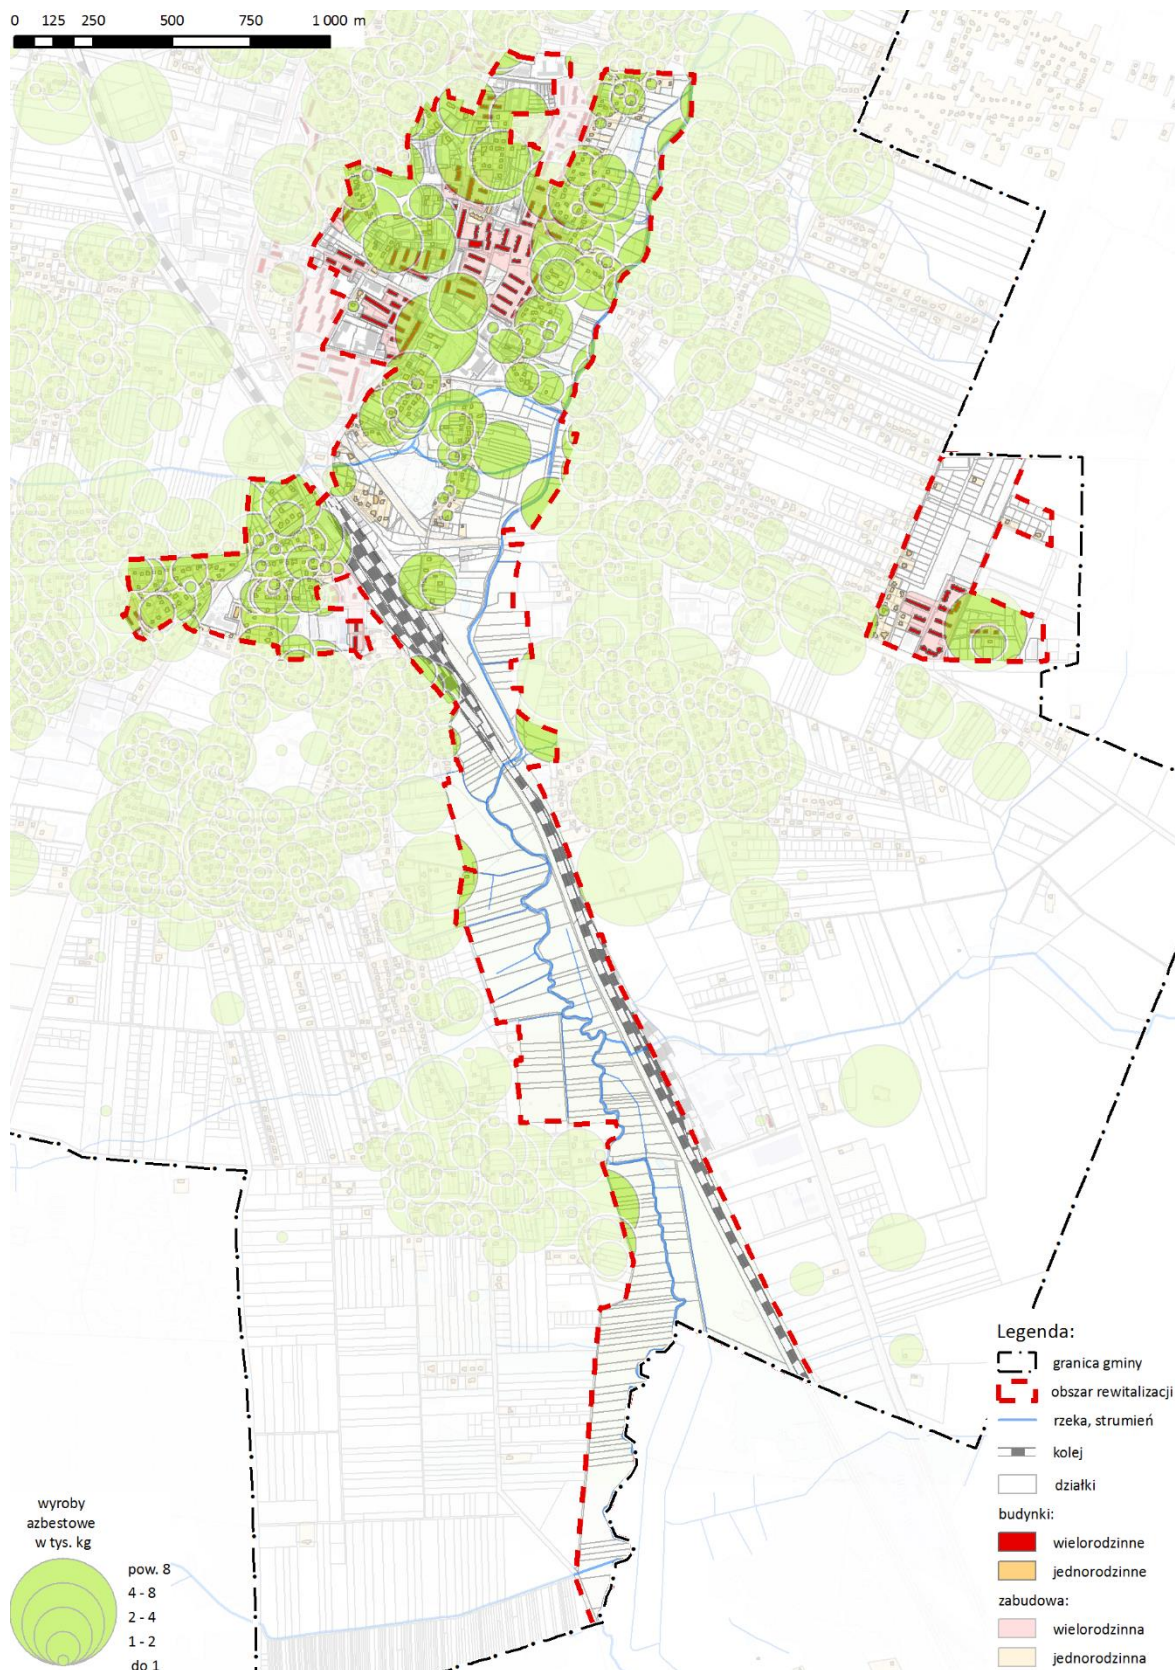 0 125 250 500 750 1 000 m
Legenda:
granica gminy
obszar rewitalizacji
rzeka, strumień
kolej
działki
budynki:
wielorodzinne
jednorodzinne
zabudowa:
wielorodzinna
jednorodzinna
wyroby
azbestowe
w tys. kg
pow. 8
4 - 8
2 - 4
1 - 2
do 1